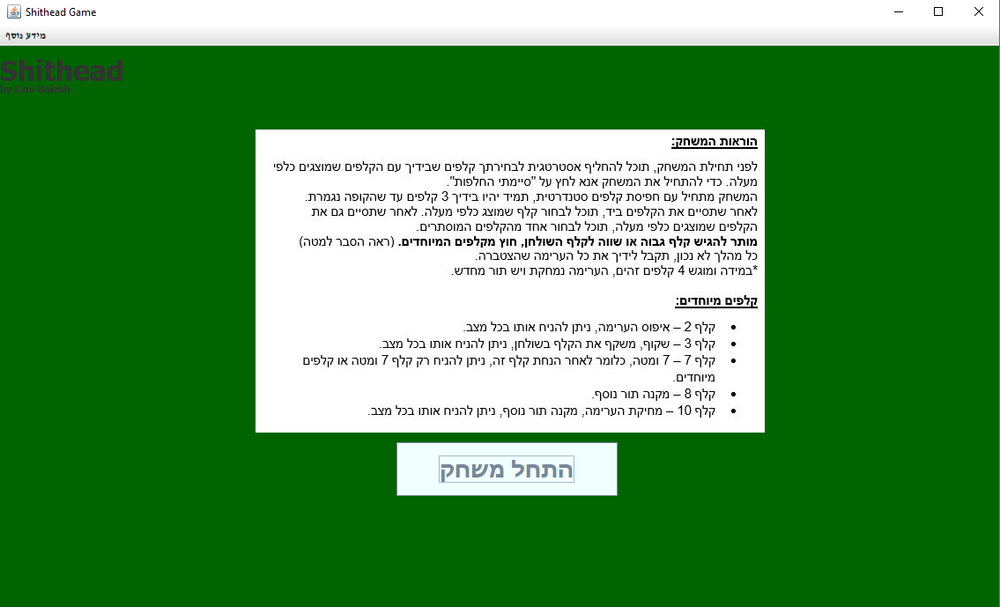 Shithead Game
מידע נוסף
Shithead
by Liav Bakish
הוראות המשחק:
לפני תחילת המשחק, תוכל להחליף אסטרטגית לבחירתך קלפים שבידיך עם הקלפים שמוצגים כלפי
מעלה. כדי להתחיל את המשחק אנא לחץ על "סיימתי החלפות".
המשחק מתחיל עם חפיסת קלפים סטנדרטית, תמיד יהיו בידיך 3 קלפים עד שהקופה נגמרת.
לאחר שתסיים את הקלפים ביד, תוכל לבחור קלף שמוצג כלפי מעלה. לאחר שתסיים גם את
הקלפים שמוצגים כלפי מעלה, תוכל לבחור אחד מהקלפים המוסתרים.
מותר להגיש קלף גבוה או שווה לקלף השולחן, חוץ מקלפים המיוחדים. (ראה הסבר למטה)
כל מהלך לא נכון, תקבל לידיך את כל הערימה שהצטברה.
*במידה ומוגש 4 קלפים זהים, הערימה נמחקת ויש תור מחדש.
קלפים מיוחדים:
• קלף 2 – איפוס הערימה, ניתן להניח אותו בכל מצב.
• קלף 3 – שקוף, משקף את הקלף בשולחן, ניתן להניח אותו בכל מצב.
• קלף 7 – 7 ומטה, כלומר לאחר הנחת קלף זה, ניתן להניח רק קלף 7 ומטה או קלפים
מיוחדים.
• קלף 8 – מקנה תור נוסף.
• קלף 10 – מחיקת הערימה, מקנה תור נוסף, ניתן להניח אותו בכל מצב.
התחל משחק